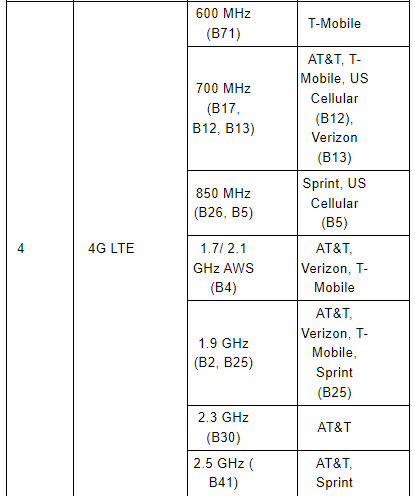 600 MHz
(B71)
T-Mobile
4
4G LTE
700 MHz
(B17,
B12, B13)
AT&T, T-
Mobile, US
Cellular
(B12),
Verizon
(B13)
850 MHz
(B26, B5)
Sprint, US
Cellular
(B5)
1.7/ 2.1
GHz AWS
(B4)
AT&T,
Verizon, T-
Mobile
1.9 GHz
(B2, B25)
AT&T,
Verizon, T-
Mobile,
Sprint
(B25)
2.3 GHz
(B30)
AT&T
2.5 GHz (
B41)
AT&T,
Sprint